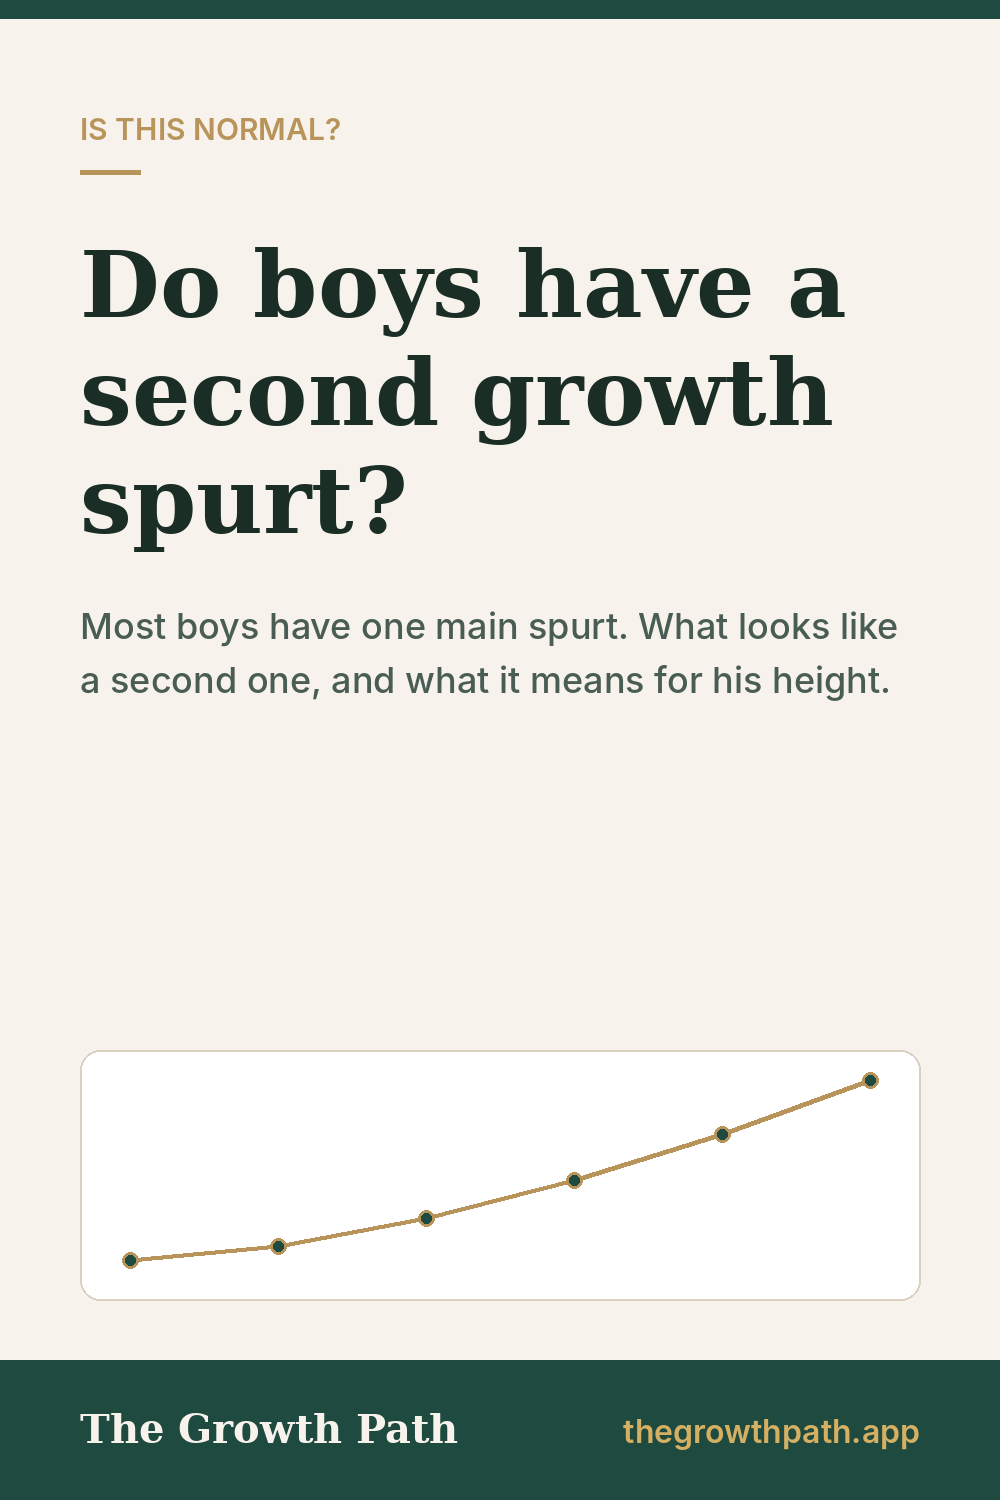 IS THIS NORMAL?
Do boys have a
second growth
spurt?
Most boys have one main spurt. What looks like
a second one, and what it means for his height.
The Growth Path
thegrowthpath.app